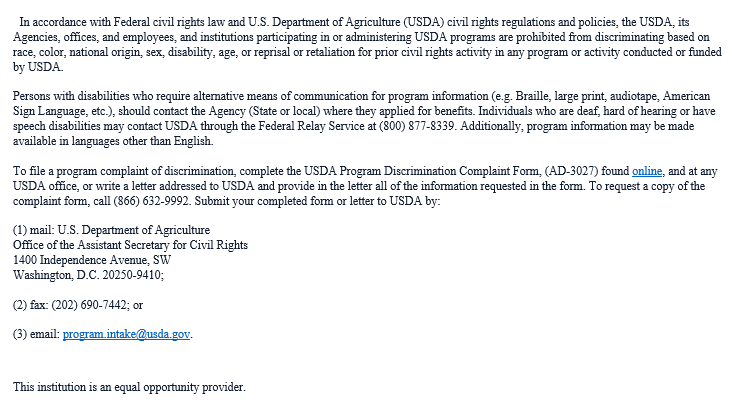 In accordance with Federal civil rights law and U.S. Department of Agriculture (USDA) civil rights regulations and policies, the USDA, its
Agencies, offices, and employees, and institutions participating in or administering USDA programs are prohibited from discriminating based on
race, color, national origin, sex, disability, age, or reprisal or retaliation for prior civil rights activity in any program or activity conducted or funded
by USDA.
Persons with disabilities who require alternative means of communication for program information (e.g. Braille, large print, audiotape, American
Sign Language, etc.), should contact the Agency (State or local) where they applied for benefits. Individuals who are deaf, hard of hearing or have
speech disabilities may contact USDA through the Federal Relay Service at (800) 877-8339. Additionally, program information may be made
available in languages other than English.
To file a program complaint of discrimination, complete the USDA Program Discrimination Complaint Form, (AD-3027) found online, and at any
USDA office, or write a letter addressed to USDA and provide in the letter all of the information requested in the form. To request a copy of the
complaint form, call (866) 632-9992. Submit your completed form or letter to USDA by:
(1) mail: U.S. Department of Agriculture
Office of the Assistant Secretary for Civil Rights
1400 Independence Avenue, SW
Washington, D.C. 20250-9410;
(2) fax: (202) 690-7442; or
(3) email: program.intake@usda.gov.
This institution is an equal opportunity provider.